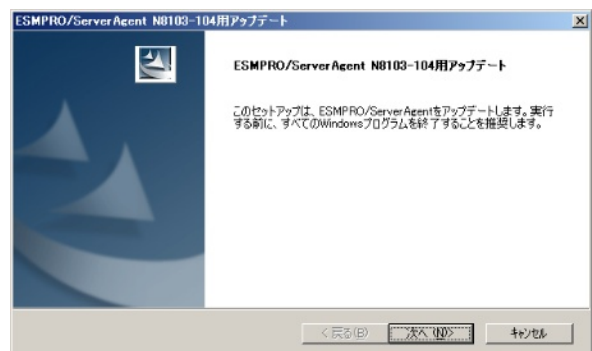 ESMPRO/ServerAgent N8103-104用アップデート
ESMPRO/ServerAgent N8103-104用アップデート
このセットアップは、ESMPRO/ServerAgentをアップデートします。実行
する前に、すべてのWindowsプログラムを終了することを推奨します。
< 戻る(B)
次へ (N)>
キャンセル